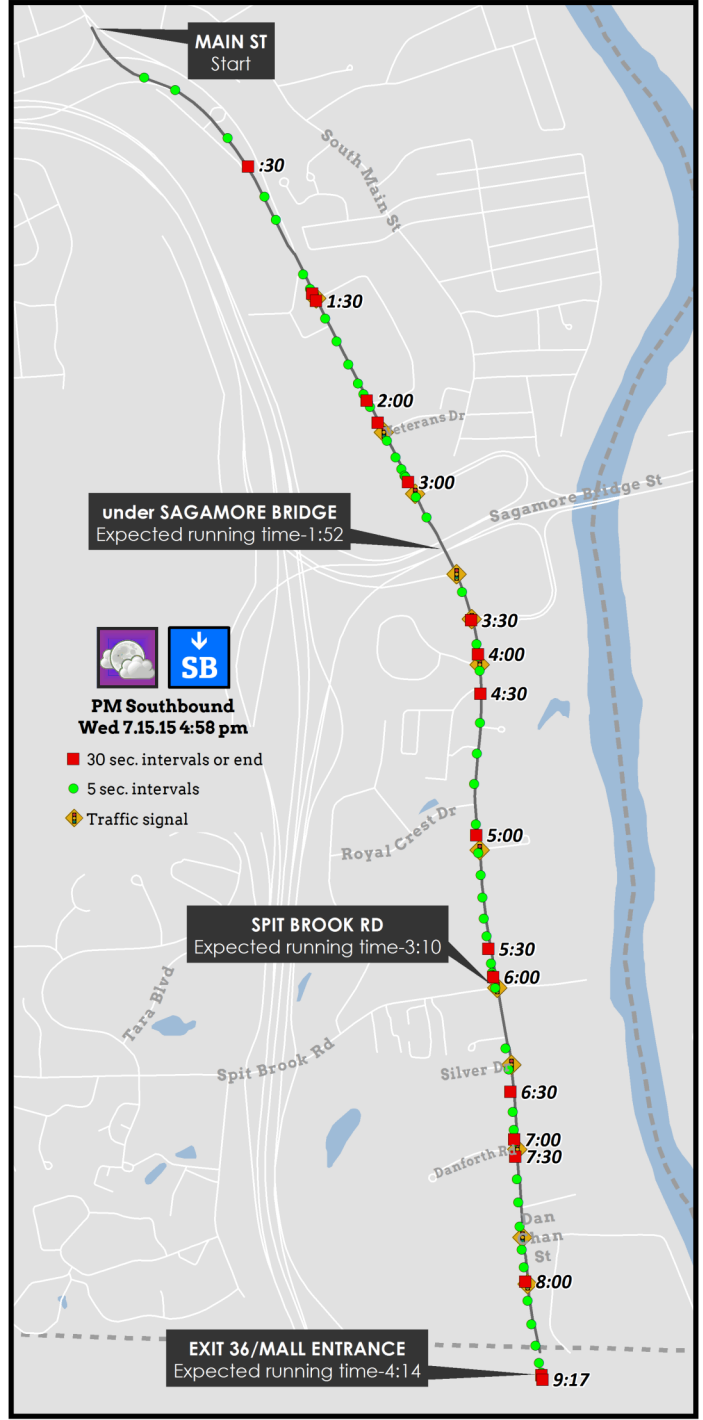 MAIN ST
Start
South Main St
:30
1:30
2:00
Veterans Dr
3:00
under SAGAMORE BRIDGE
Expected running time-1:52
Sagamore Bridge St
3:30
4:00
SB
4:30
PM Southbound
Wed 7.15.15 4:58 pm
30 sec. intervals or end
5 sec. intervals
Traffic signal
5:00
Royal Crest Dr
SPIT BROOK RD
Expected running time-3:10
5:30
6:00
Tara Blvd
Spit Brook Rd
Silver D
6:30
7:00
Danforth Rd
7:30
Dan
han
St
8:00
EXIT 36/MALL ENTRANCE
Expected running time-4:14
9:17